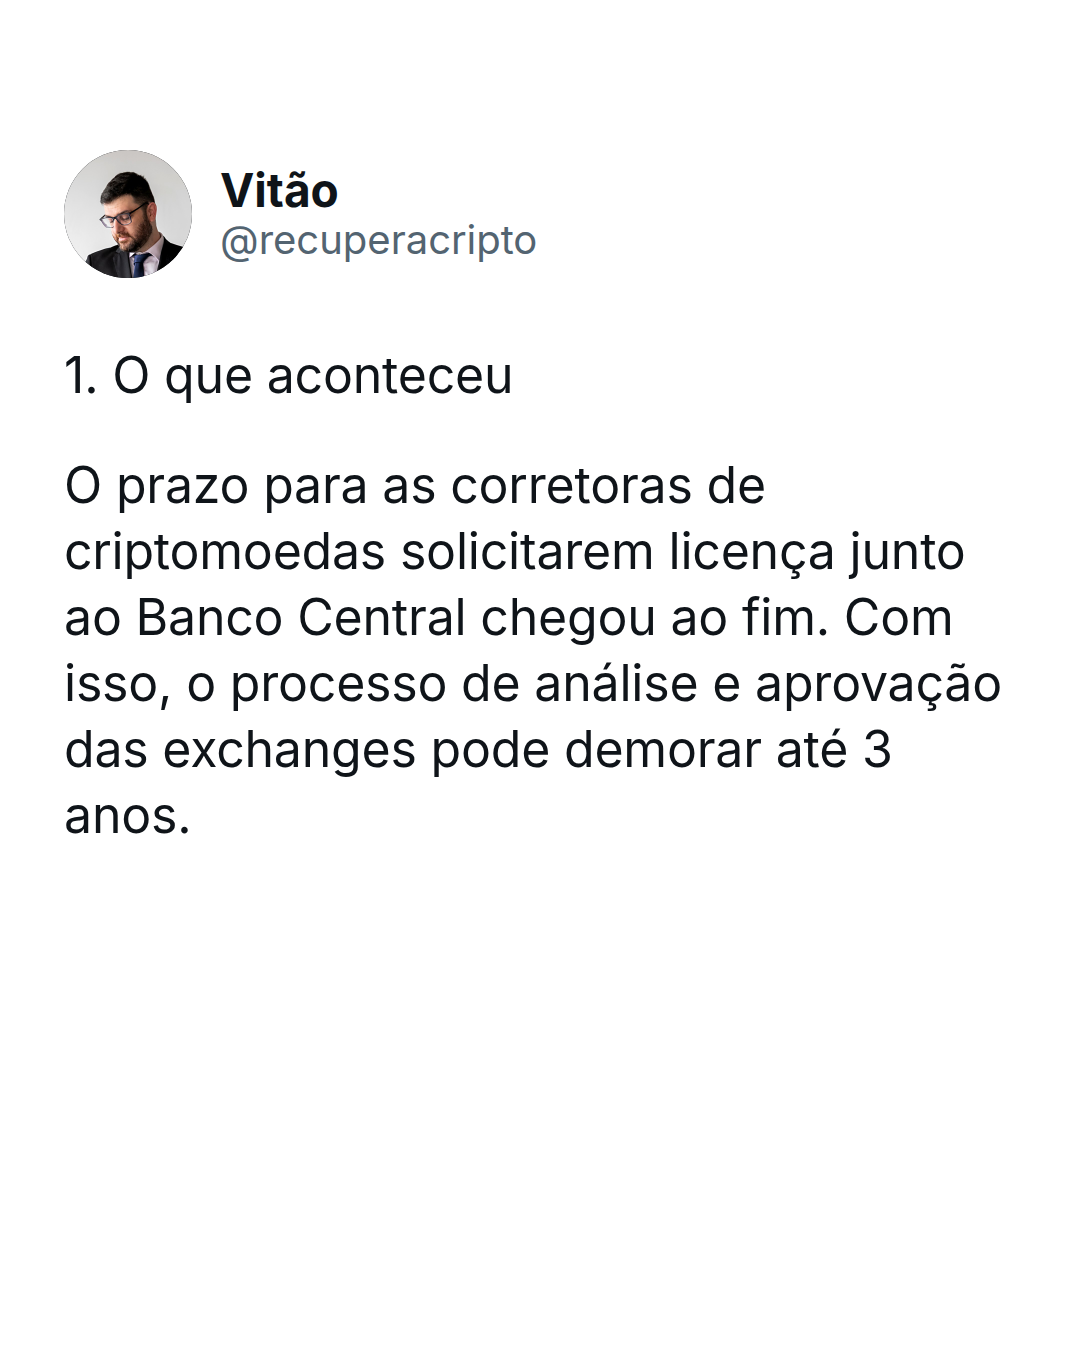 Vitão
@recuperacripto
1. O que aconteceu
O prazo para as corretoras de
criptomoedas solicitarem licença junto
ao Banco Central chegou ao fim. Com
isso, o processo de análise e aprovação
das exchanges pode demorar até 3
anos.